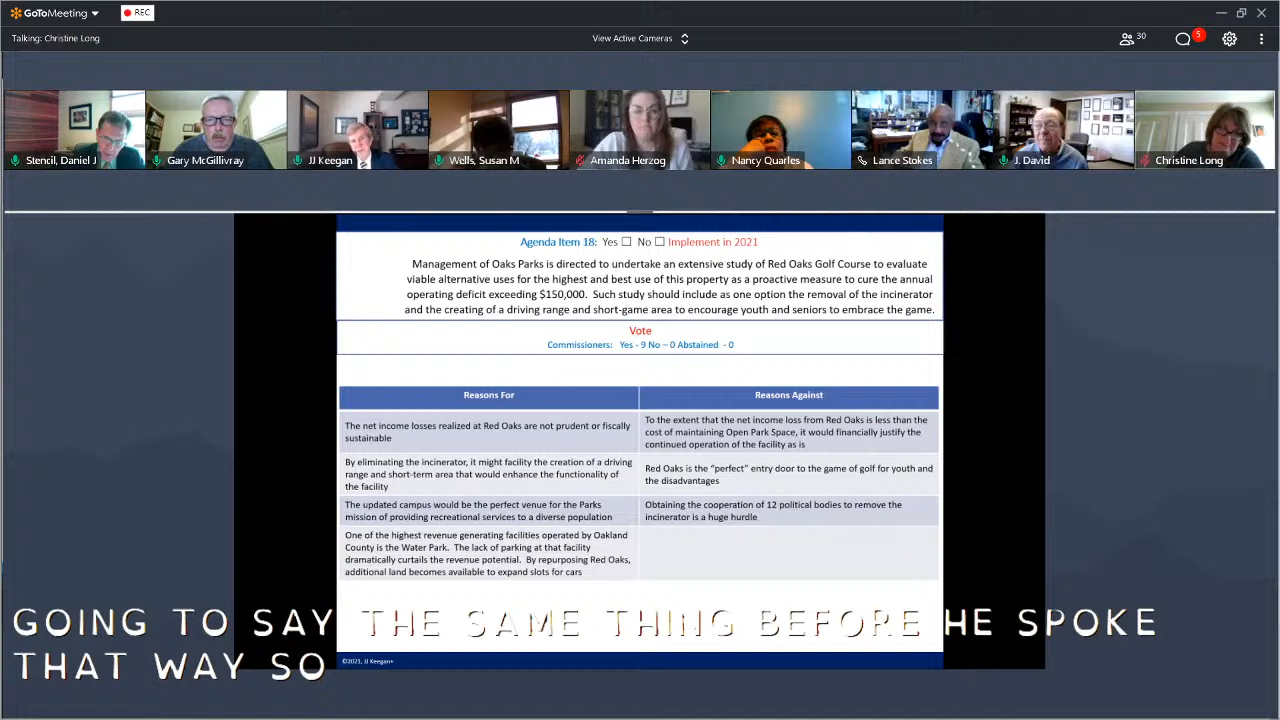 GoToMeeting
REC
Talking: Christine Long
View Active Cameras
30
5
Stencil, Daniel J
Gary McGillivray
JJ Keegan
Wells, Susan M
Amanda Herzog
Nancy Quarles
Lance Stokes
J. David
Christine Long
Agenda Item 18: Yes ☐ No ☐ Implement in 2021
Management of Oaks Parks is directed to undertake an extensive study of Red Oaks Golf Course to evaluate
viable alternative uses for the highest and best use of this property as a proactive measure to cure the annual
operating deficit exceeding $150,000. Such study should include as one option the removal of the incinerator
and the creating of a driving range and short-game area to encourage youth and seniors to embrace the game.
Vote
Commissioners: Yes - 9 No – 0 Abstained - 0
Reasons For
Reasons Against
The net income losses realized at Red Oaks are not prudent or fiscally
sustainable
To the extent that the net income loss from Red Oaks is less than the
cost of maintaining Open Park Space, it would financially justify the
continued operation of the facility as is
By eliminating the incinerator, it might facility the creation of a driving
range and short-term area that would enhance the functionality of
the facility
Red Oaks is the “perfect” entry door to the game of golf for youth and
the disadvantages
The updated campus would be the perfect venue for the Parks
mission of providing recreational services to a diverse population
Obtaining the cooperation of 12 political bodies to remove the
incinerator is a huge hurdle
One of the highest revenue generating facilities operated by Oakland
County is the Water Park. The lack of parking at that facility
dramatically curtails the revenue potential. By repurposing Red Oaks,
additional land becomes available to expand slots for cars
GOING TO SAY THE SAME THING BEFORE HE SPOKE
THAT WAY SO
©2021, JJ Keegan+